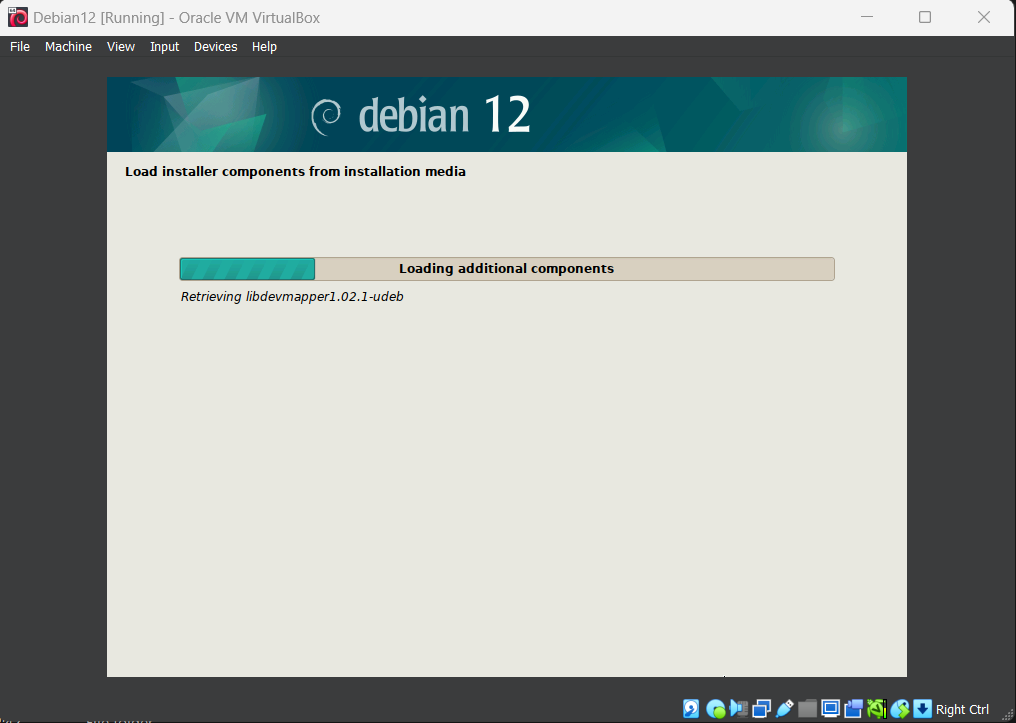 Debian12 [Running] - Oracle VM VirtualBox
File Machine View Input Devices Help
debian 12
Load installer components from installation media
Loading additional components
Retrieving libdevmapper1.02.1-udeb
Right Ctrl